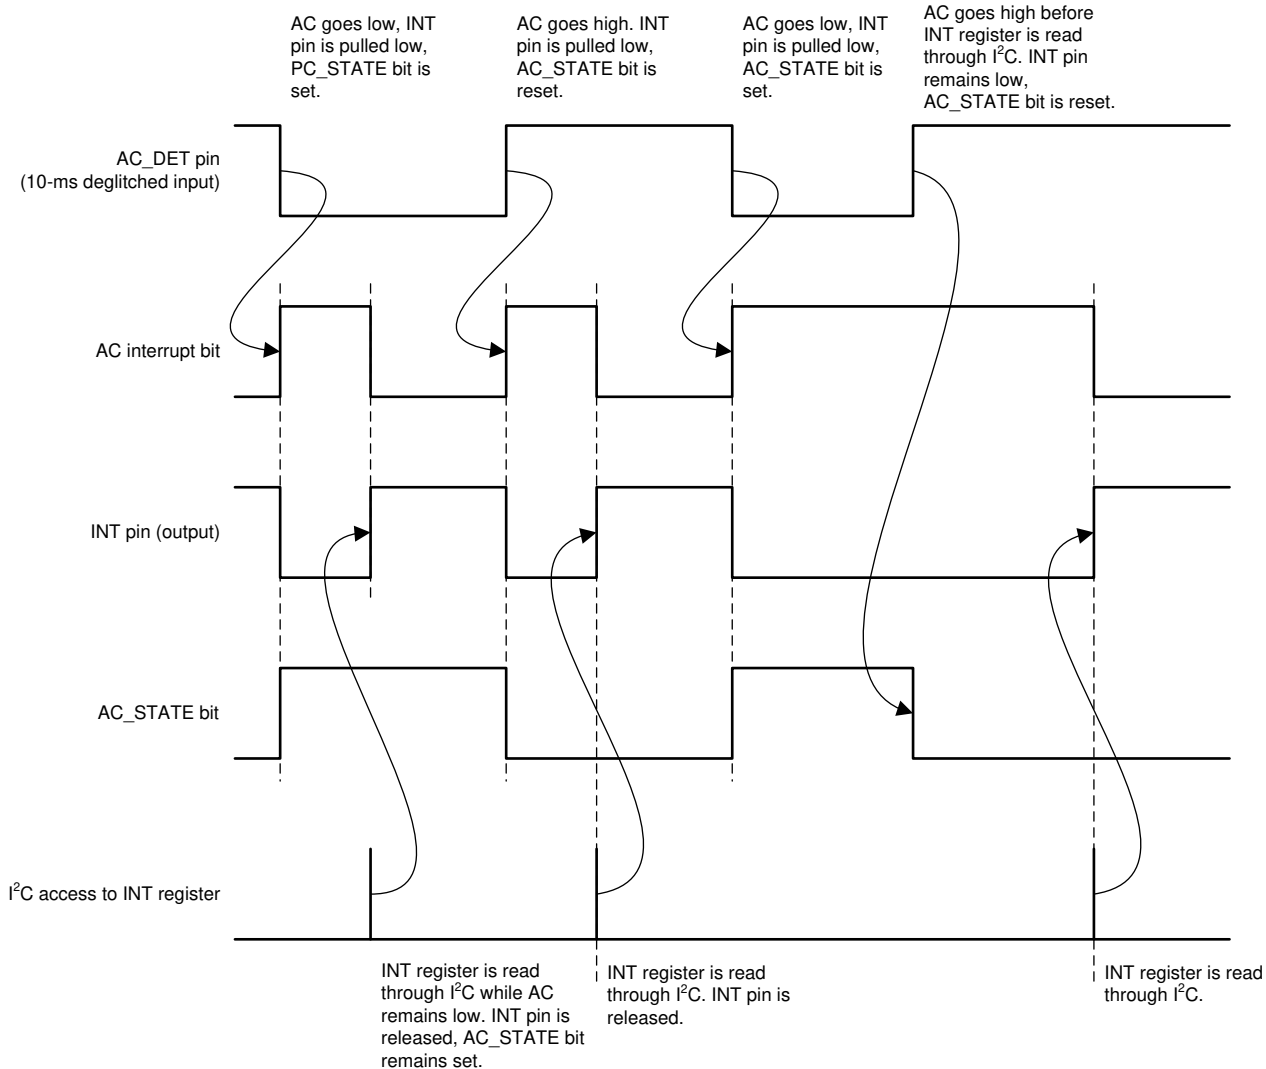 AC goes low, INT
pin is pulled low,
PC_STATE bit is
set.
AC goes high. INT
pin is pulled low,
AC_STATE bit is
reset.
AC goes low, INT
pin is pulled low,
AC_STATE bit is
set.
AC goes high before
INT register is read
through I²C. INT pin
remains low,
AC_STATE bit is reset.
AC_DET pin
(10-ms deglitched input)
AC interrupt bit
INT pin (output)
AC_STATE bit
I²C access to INT register
INT register is read
through I²C while AC
remains low. INT pin is
released, AC_STATE bit
remains set.
INT register is read
through I²C. INT pin is
released.
INT register is read
through I²C.